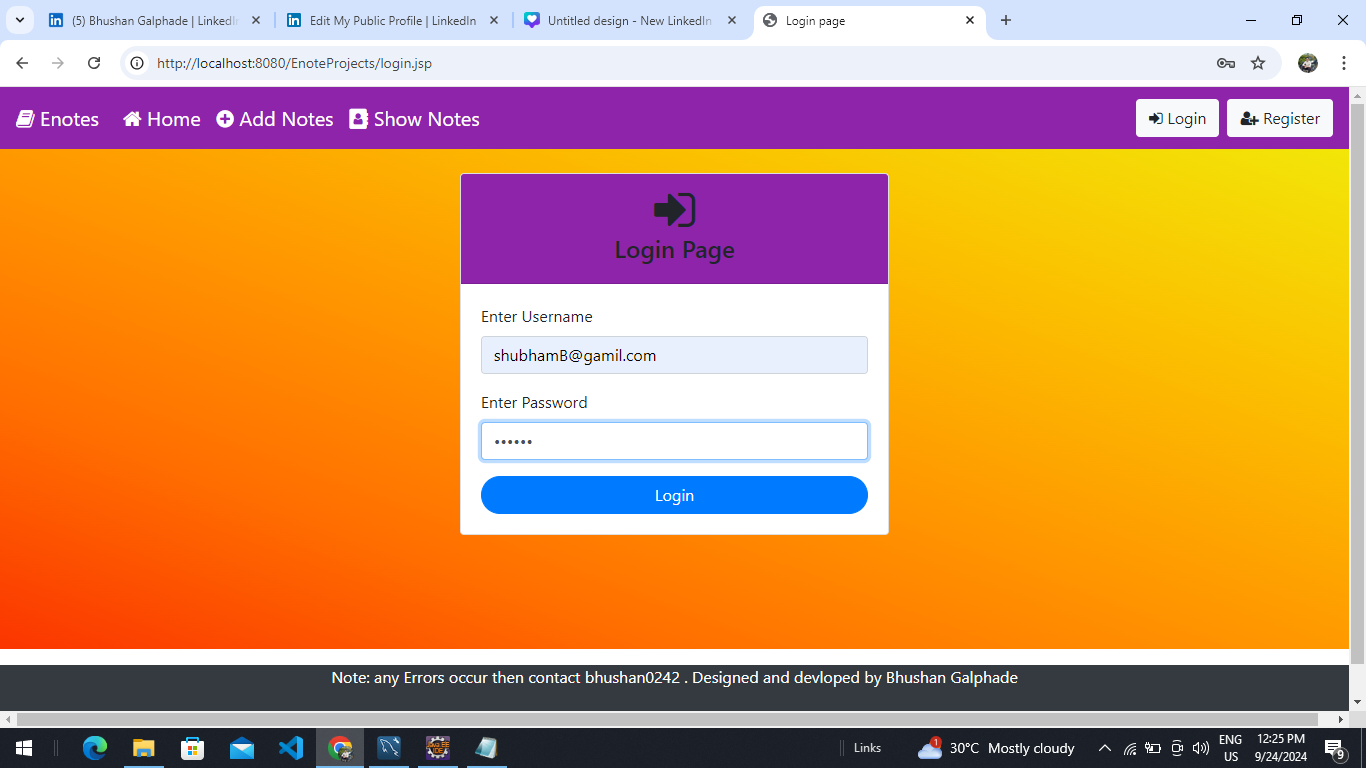 (5) Bhushan Galphade | LinkedIn
Edit My Public Profile | LinkedIn
Untitled design - New LinkedIn
Login page
http://localhost:8080/EnoteProjects/login.jsp
Enotes
Home
Add Notes
Show Notes
Login
Register
Login Page
Enter Username
shubhamB@gamil.com
Enter Password
••••••
Login
Note: any Errors occur then contact bhushan0242 . Designed and devloped by Bhushan Galphade
Links
1
30°C Mostly cloudy
ENG
US
12:25 PM
9/24/2024
9